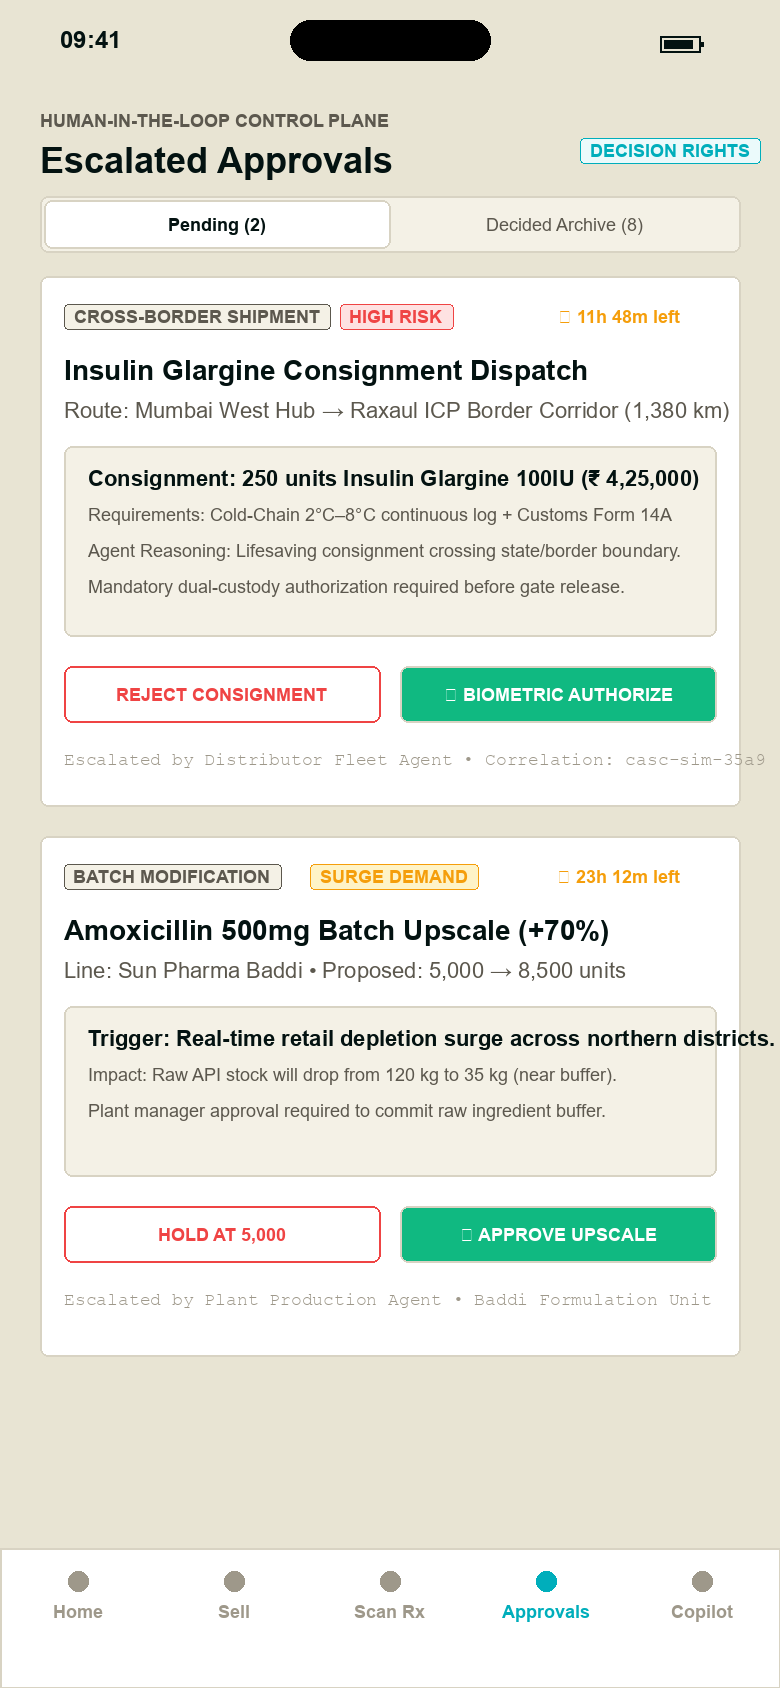 09:41
HUMAN-IN-THE-LOOP CONTROL PLANE
Escalated Approvals
DECISION RIGHTS
Pending (2)
Decided Archive (8)
CROSS-BORDER SHIPMENT
HIGH RISK
11h 48m left
Insulin Glargine Consignment Dispatch
Route: Mumbai West Hub → Raxaul ICP Border Corridor (1,380 km)
Consignment: 250 units Insulin Glargine 100IU (₹ 4,25,000)
Requirements: Cold-Chain 2°C–8°C continuous log + Customs Form 14A
Agent Reasoning: Lifesaving consignment crossing state/border boundary.
Mandatory dual-custody authorization required before gate release.
REJECT CONSIGNMENT
BIOMETRIC AUTHORIZE
Escalated by Distributor Fleet Agent • Correlation: casc-sim-35a9
BATCH MODIFICATION
SURGE DEMAND
23h 12m left
Amoxicillin 500mg Batch Upscale (+70%)
Line: Sun Pharma Baddi • Proposed: 5,000 → 8,500 units
Trigger: Real-time retail depletion surge across northern districts.
Impact: Raw API stock will drop from 120 kg to 35 kg (near buffer).
Plant manager approval required to commit raw ingredient buffer.
HOLD AT 5,000
APPROVE UPSCALE
Escalated by Plant Production Agent • Baddi Formulation Unit
Home
Sell
Scan Rx
Approvals
Copilot